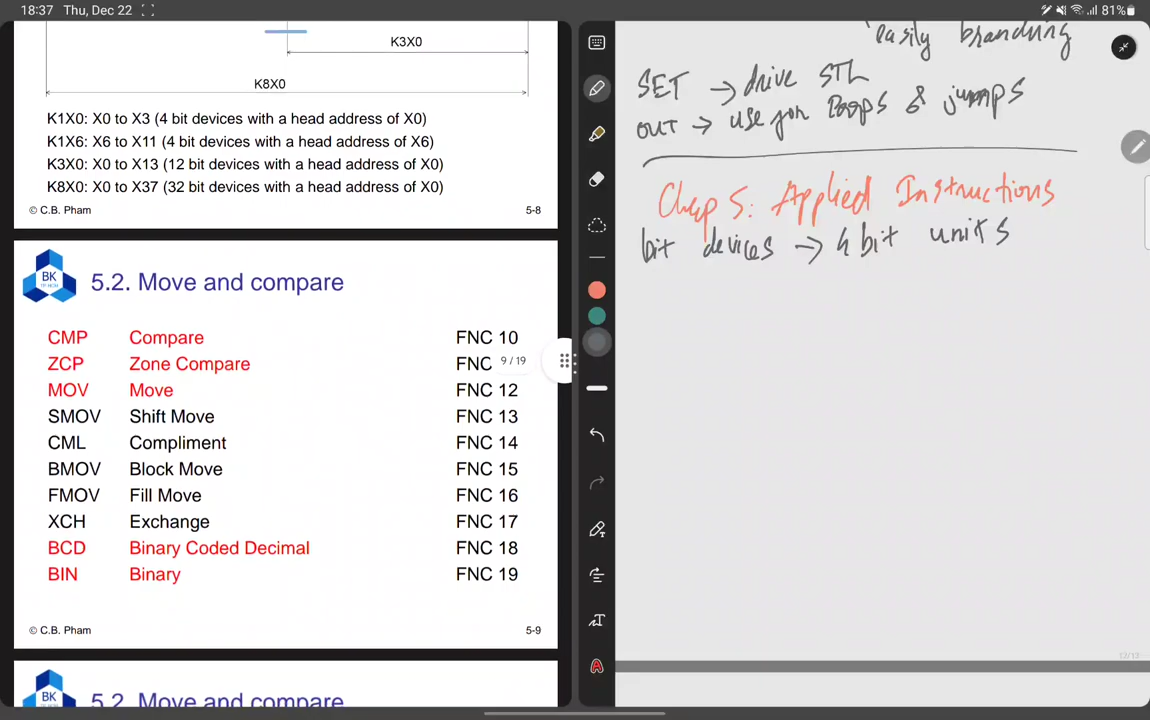 18:37 Thu, Dec 22
81%
K3X0
K8X0
K1X0: X0 to X3 (4 bit devices with a head address of X0)
K1X6: X6 to X11 (4 bit devices with a head address of X6)
K3X0: X0 to X13 (12 bit devices with a head address of X0)
K8X0: X0 to X37 (32 bit devices with a head address of X0)
© C.B. Pham 5-8
BK
TP.HCM
5.2. Move and compare
CMP Compare FNC 10
ZCP Zone Compare FNC
9 / 19
MOV Move FNC 12
SMOV Shift Move FNC 13
CML Compliment FNC 14
BMOV Block Move FNC 15
FMOV Fill Move FNC 16
XCH Exchange FNC 17
BCD Binary Coded Decimal FNC 18
BIN Binary FNC 19
© C.B. Pham 5-9
BK
5.2. Move and compare
easily branding
SET → drive STL
OUT → use for loops & jumps
Chap 5: Applied Instructions
bit devices → 4 bit units
T
T
A